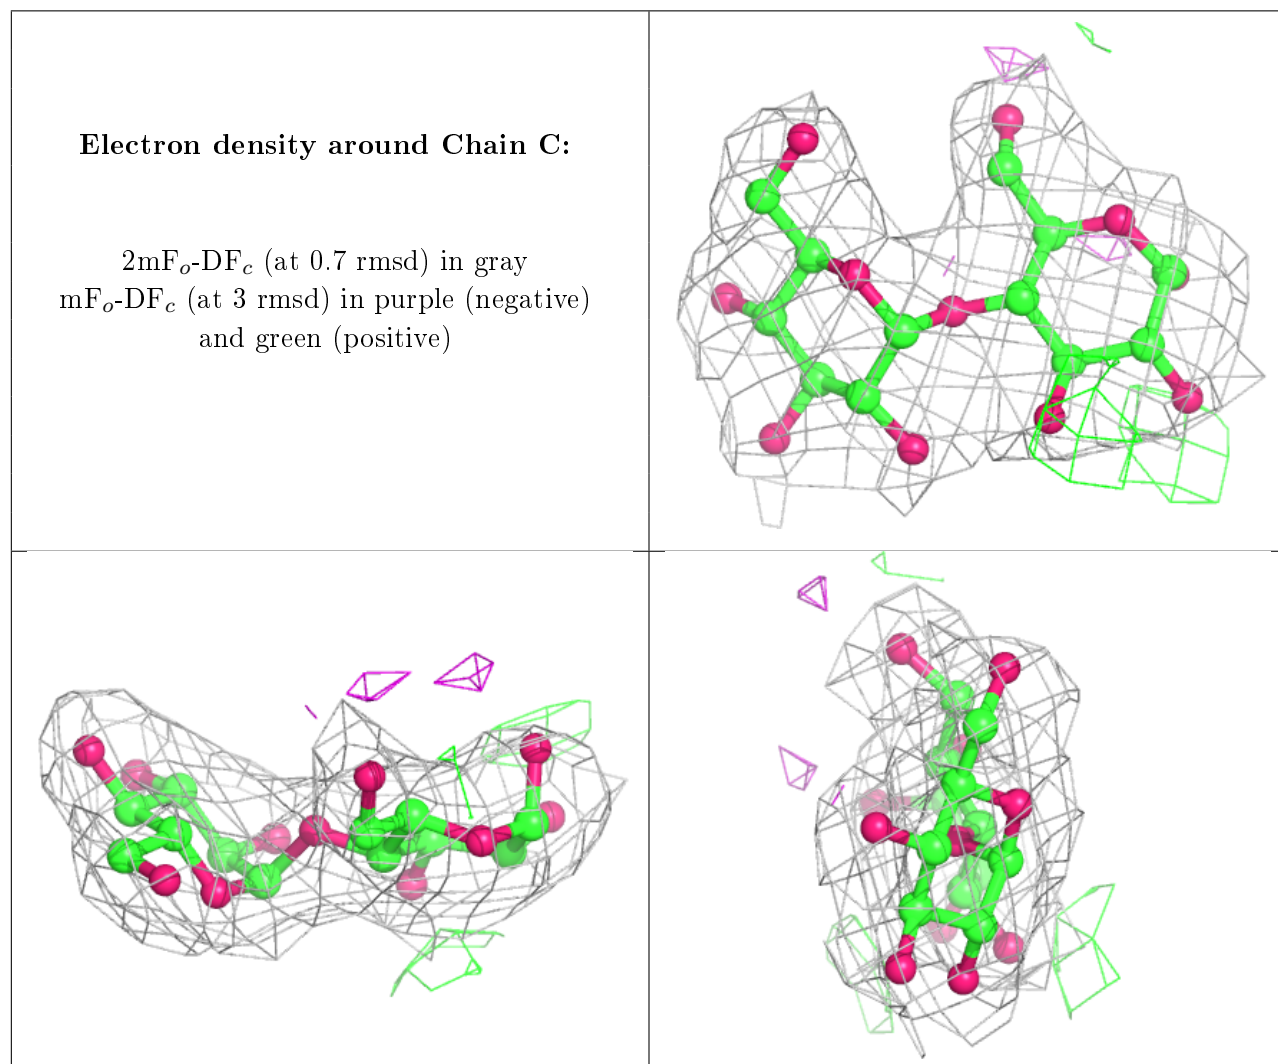 Electron density around Chain C:
2mFₒ-DF𝒸 (at 0.7 rmsd) in gray
mFₒ-DF𝒸 (at 3 rmsd) in purple (negative)
and green (positive)